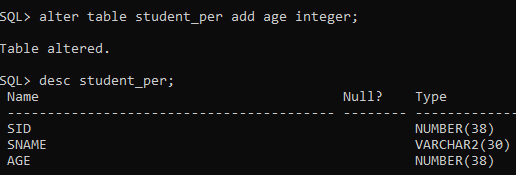 SQL> alter table student_per add age integer;
Table altered.
SQL> desc student_per;
Name Null? Type
----------------------------------------- -------- ------------
SID NUMBER(38)
SNAME VARCHAR2(30)
AGE NUMBER(38)